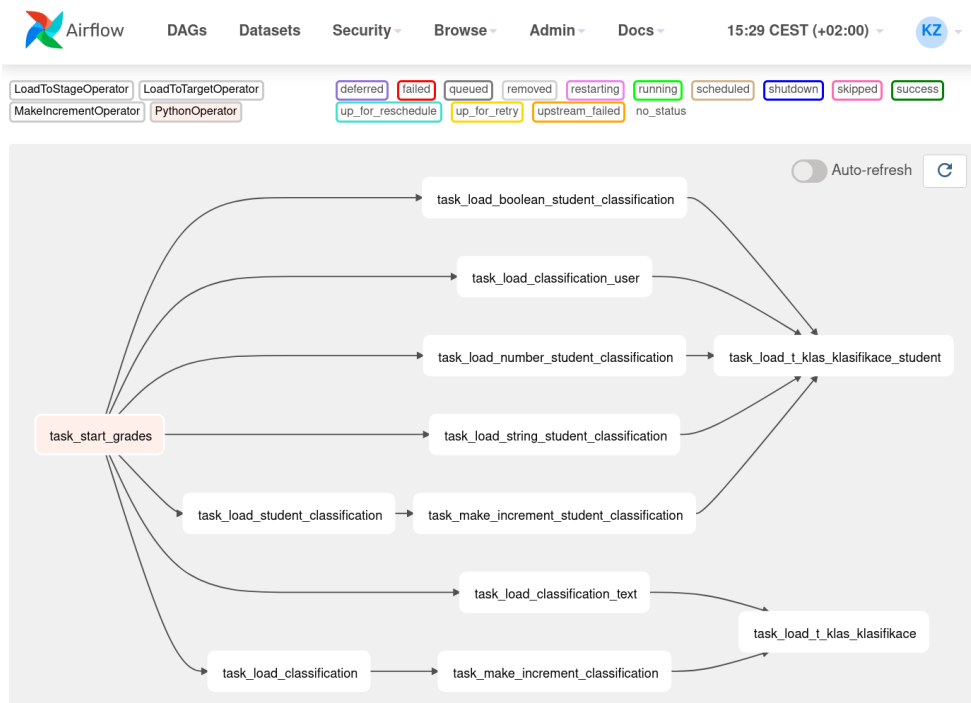 Airflow DAGs Datasets Security Browse Admin Docs 15:29 CEST (+02:00) KZ
LoadToStageOperator LoadToTargetOperator
MakeIncrementOperator PythonOperator
deferred failed queued removed restarting running scheduled shutdown skipped success
up_for_reschedule up_for_retry upstream_failed no_status
Auto-refresh
task_load_boolean_student_classification
task_load_classification_user
task_load_number_student_classification task_load_t_klas_klasifikace_student
task_start_grades task_load_string_student_classification
task_load_student_classification task_make_increment_student_classification
task_load_classification_text
task_load_t_klas_klasifikace
task_load_classification task_make_increment_classification